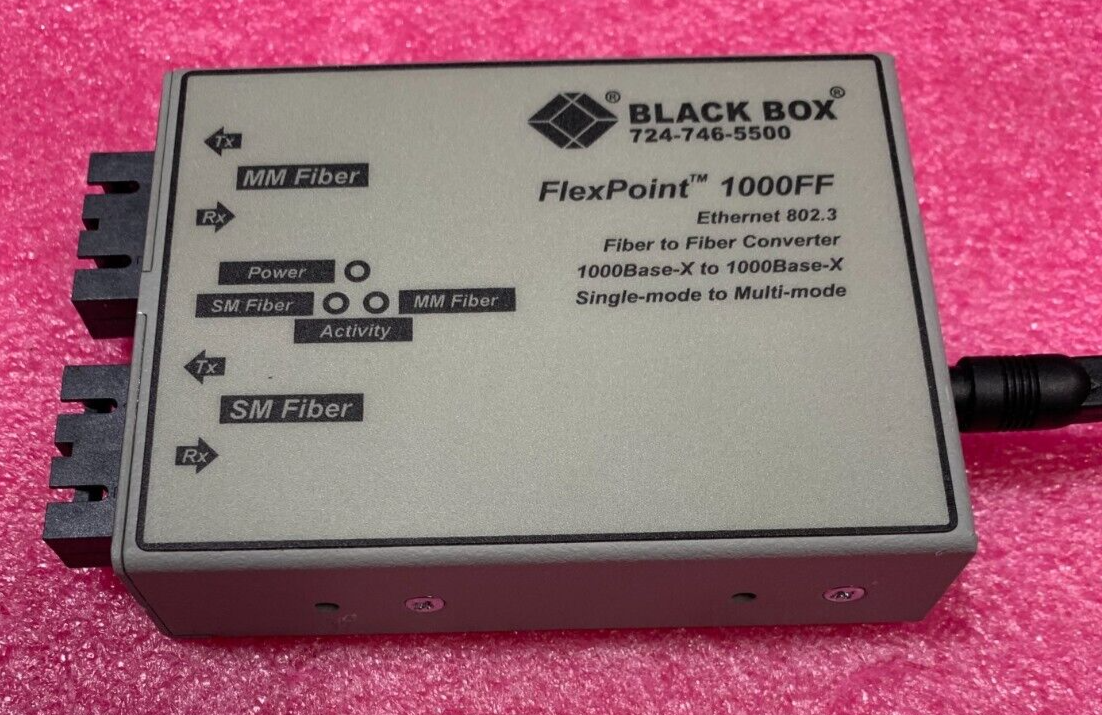 ® BLACK BOX®
724-746-5500
FlexPoint™ 1000FF
Ethernet 802.3
Fiber to Fiber Converter
1000Base-X to 1000Base-X
Single-mode to Multi-mode
Tx
MM Fiber
Rx
Power
SM Fiber MM Fiber
Activity
Tx
SM Fiber
Rx